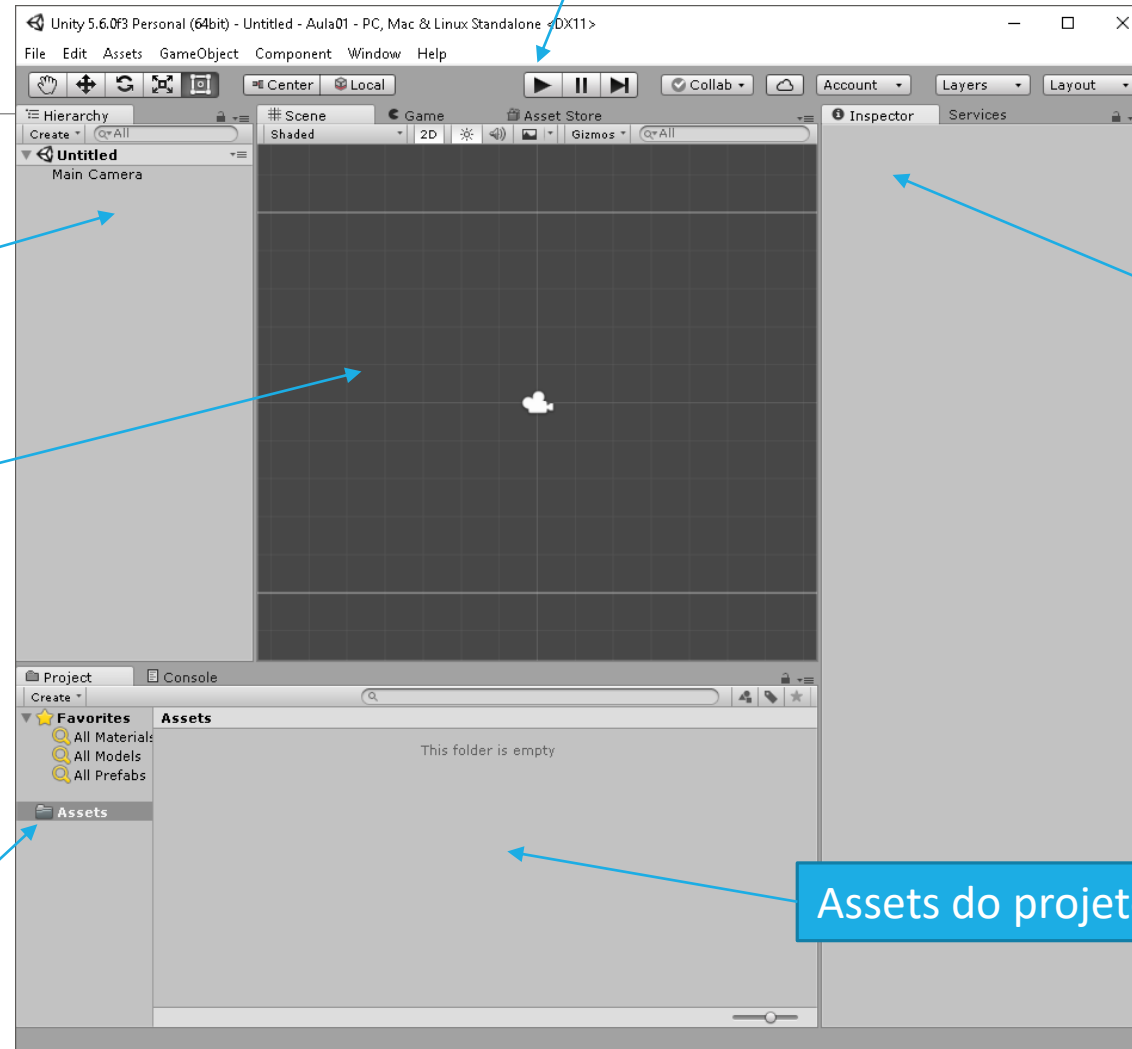 Unity 5.6.0f3 Personal (64bit) - Untitled - Aula01 - PC, Mac & Linux Standalone <DX11>
File Edit Assets GameObject Component Window Help
Center Local Collab Account Layers Layout
Hierarchy
Create All
Untitled
Main Camera
Scene Game Asset Store
Shaded 2D Gizmos All
Inspector Services
Project Console
Create
Favorites
All Materials
All Models
All Prefabs
Assets
Assets
This folder is empty
Assets do projet